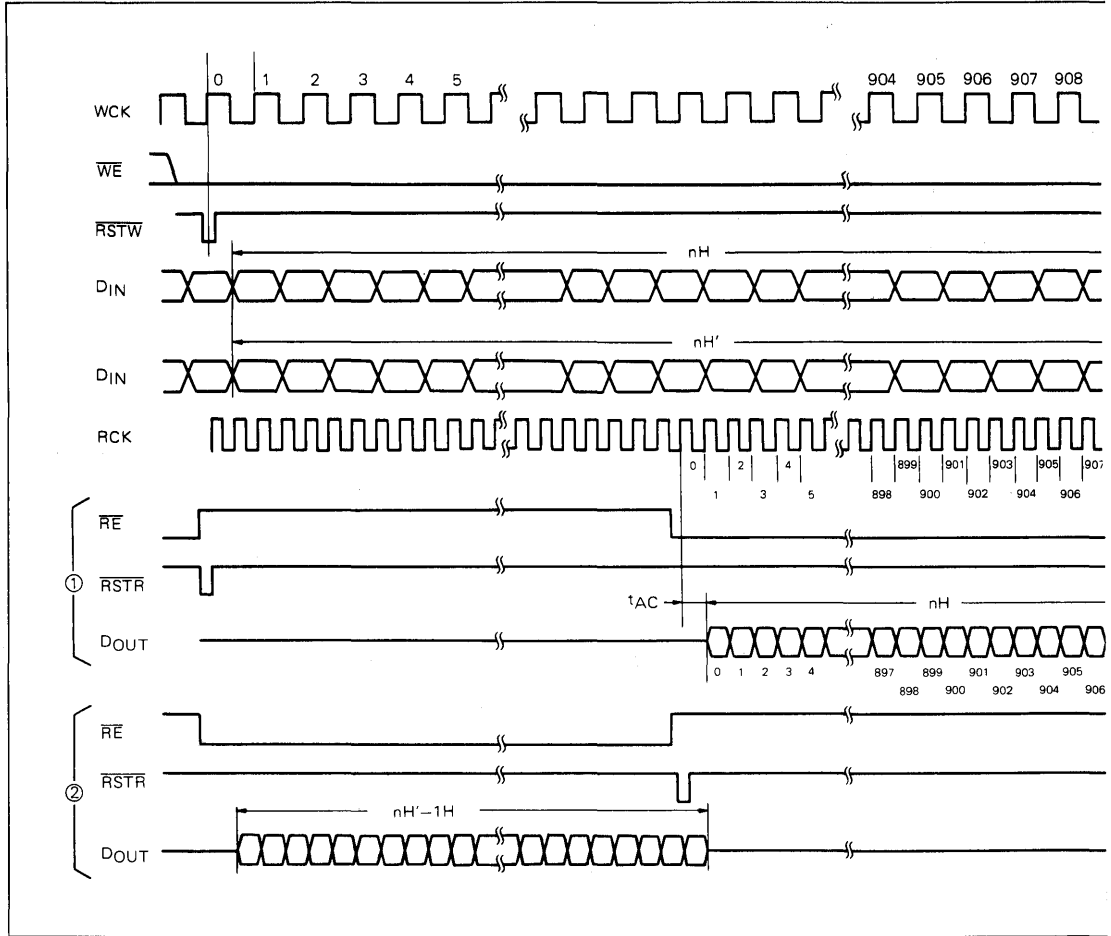 0 1 2 3 4 5 904 905 906 907 908
WCK
WE
RSTW
nH
DIN
nH'
DIN
RCK
0 2 4 899 901 903 905 907
1 3 5 898 900 902 904 906
①
RE
RSTR
tAC nH
DOUT
0 1 2 3 4 897 899 901 903 905
898 900 902 904 906
②
RE
RSTR
nH'−1H
DOUT